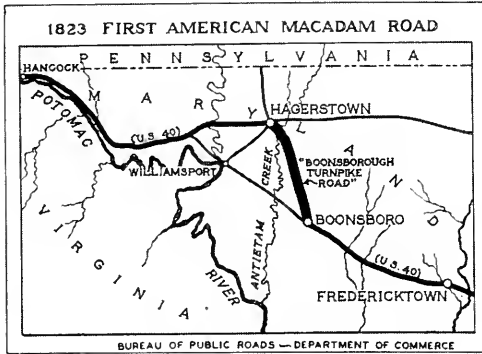 1823 FIRST AMERICAN MACADAM ROAD
PENNSYLVANIA
HANCOCK
MARYLAND
POTOMAC
HAGERSTOWN
(U.S. 40)
WILLIAMSPORT
"BOONSBOROUGH
TURNPIKE
ROAD"
ANTIETAM CREEK
BOONSBORO
VIRGINIA
RIVER
(U.S. 40)
FREDERICKTOWN
BUREAU OF PUBLIC ROADS — DEPARTMENT OF COMMERCE